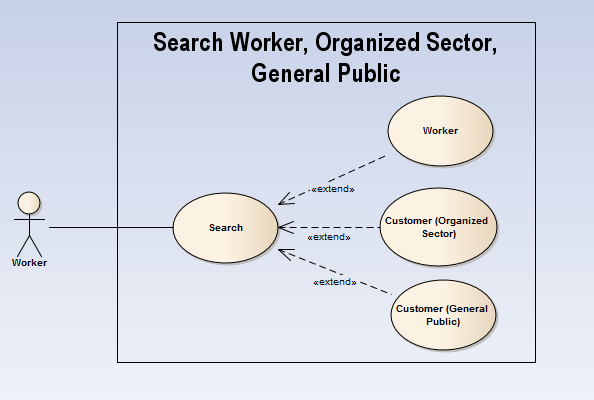 Search Worker, Organized Sector,
General Public
Worker
«extend»
Worker
Search
Customer (Organized
Sector)
«extend»
«extend»
Customer (General
Public)